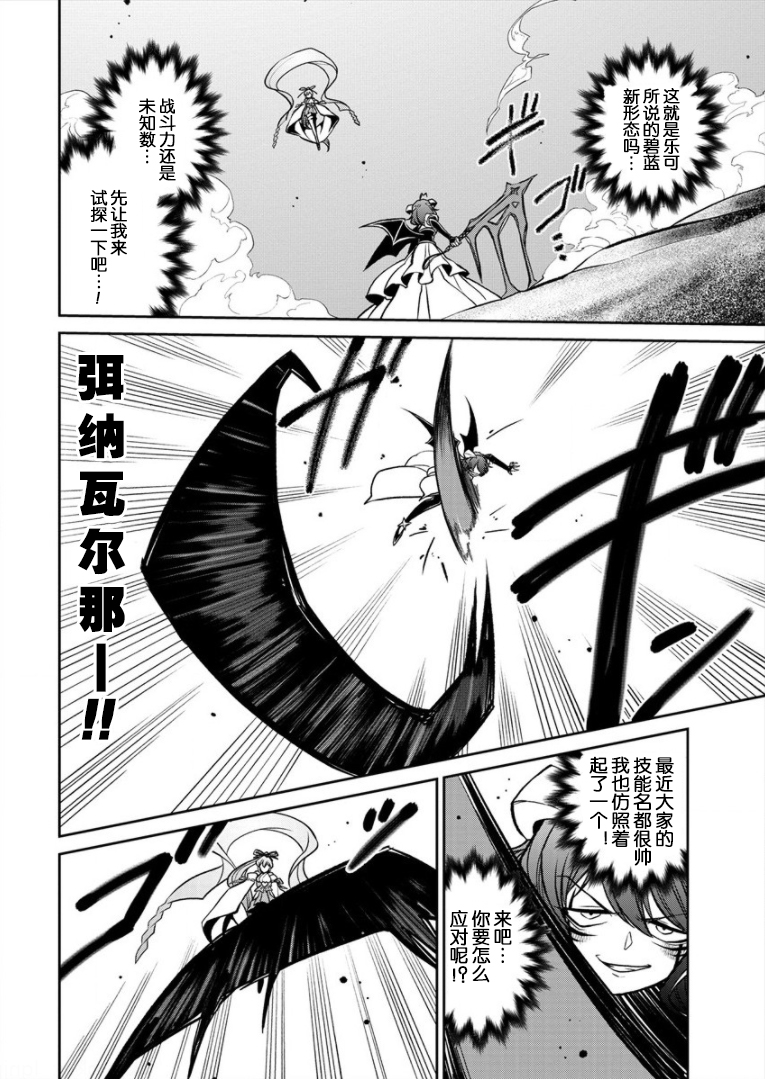 这就是乐可
所说的碧蓝
新形态吗…
战斗力还是
未知数…
先让我来
试探一下吧…!
弭纳瓦尔那ー!!
最近大家的
技能名都很帅
我也仿照着
起了一个!
来吧…
你要怎么
应对呢!?